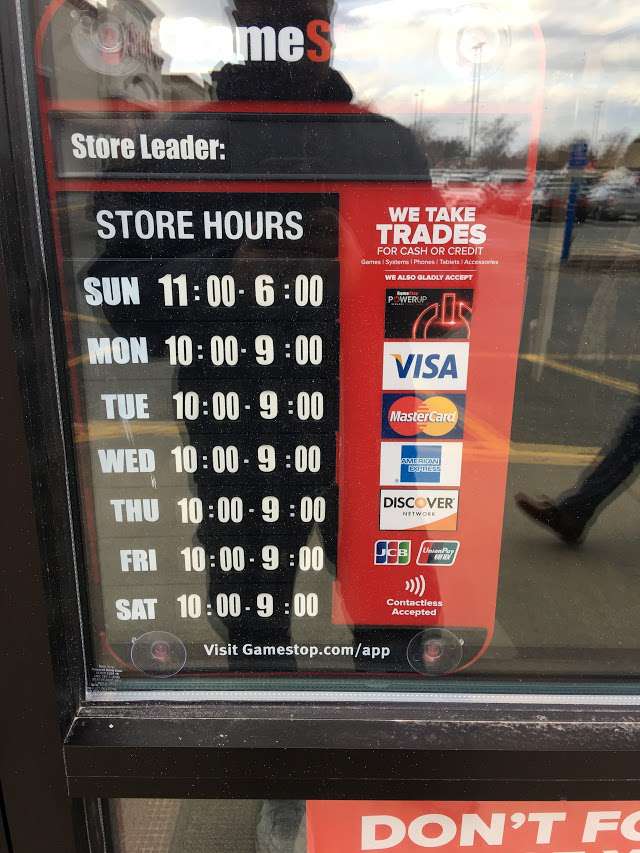 GameS
Store Leader:
STORE HOURS
SUN 11:00-6:00
MON 10:00-9:00
TUE 10:00-9:00
WED 10:00-9:00
THU 10:00-9:00
FRI 10:00-9:00
SAT 10:00-9:00
WE TAKE
TRADES
FOR CASH OR CREDIT
Games | Systems | Phones | Tablets | Accessories
WE ALSO GLADLY ACCEPT
GameStop
POWERUP
VISA
MasterCard
AMERICAN
EXPRESS
DISCOVER
NETWORK
JCB UnionPay
Contactless
Accepted
Visit Gamestop.com/app
DON'T FO